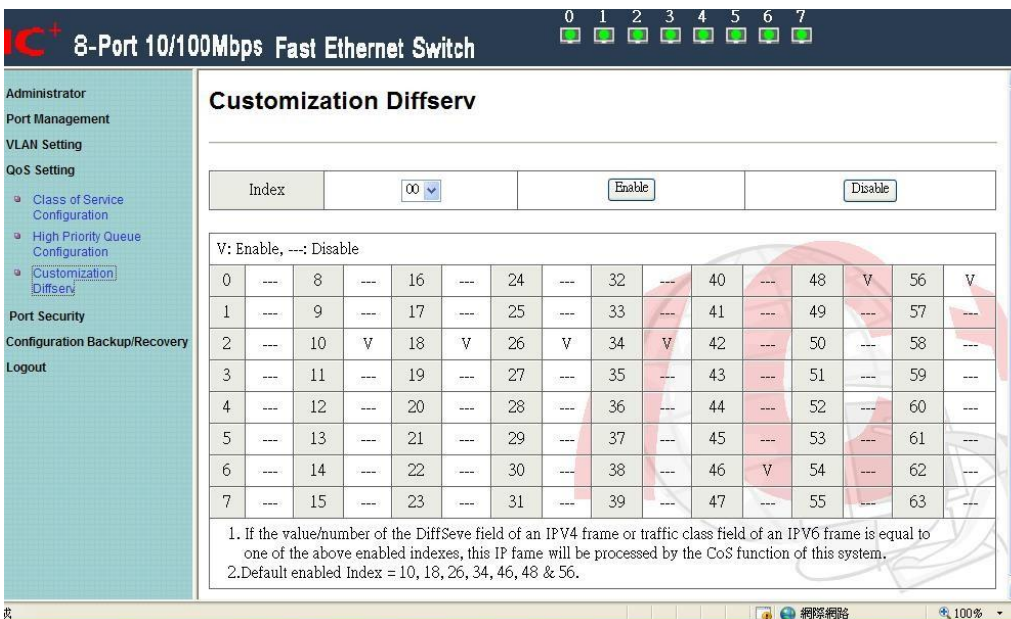 0 1 2 3 4 5 6 7
IC+ 8-Port 10/100Mbps Fast Ethernet Switch
Administrator
Port Management
VLAN Setting
QoS Setting
Class of Service
Configuration
High Priority Queue
Configuration
Customization
Diffserv
Port Security
Configuration Backup/Recovery
Logout
Customization Diffserv
Index 00 Enable Disable
V: Enable, ---: Disable
0 --- 8 --- 16 --- 24 --- 32 --- 40 --- 48 V 56 V
1 --- 9 --- 17 --- 25 --- 33 --- 41 --- 49 --- 57 ---
2 --- 10 V 18 V 26 V 34 V 42 --- 50 --- 58 ---
3 --- 11 --- 19 --- 27 --- 35 --- 43 --- 51 --- 59 ---
4 --- 12 --- 20 --- 28 --- 36 --- 44 --- 52 --- 60 ---
5 --- 13 --- 21 --- 29 --- 37 --- 45 --- 53 --- 61 ---
6 --- 14 --- 22 --- 30 --- 38 --- 46 V 54 --- 62 ---
7 --- 15 --- 23 --- 31 --- 39 --- 47 --- 55 --- 63 ---
1. If the value/number of the DiffSeve field of an IPV4 frame or traffic class field of an IPV6 frame is equal to
one of the above enabled indexes, this IP fame will be processed by the CoS function of this system.
2.Default enabled Index = 10, 18, 26, 34, 46, 48 & 56.
網際網路 100%